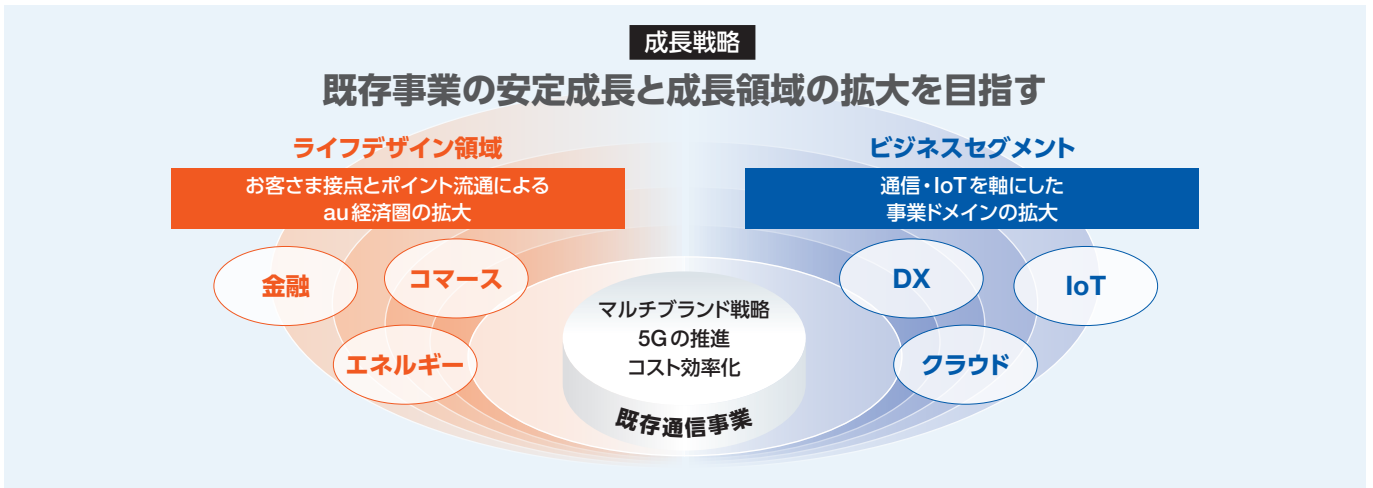 成長戦略
既存事業の安定成長と成長領域の拡大を目指す
ライフデザイン領域
お客さま接点とポイント流通による
au経済圏の拡大
金融
コマース
エネルギー
マルチブランド戦略
5Gの推進
コスト効率化
既存通信事業
ビジネスセグメント
通信・IoTを軸にした
事業ドメインの拡大
DX
IoT
クラウド